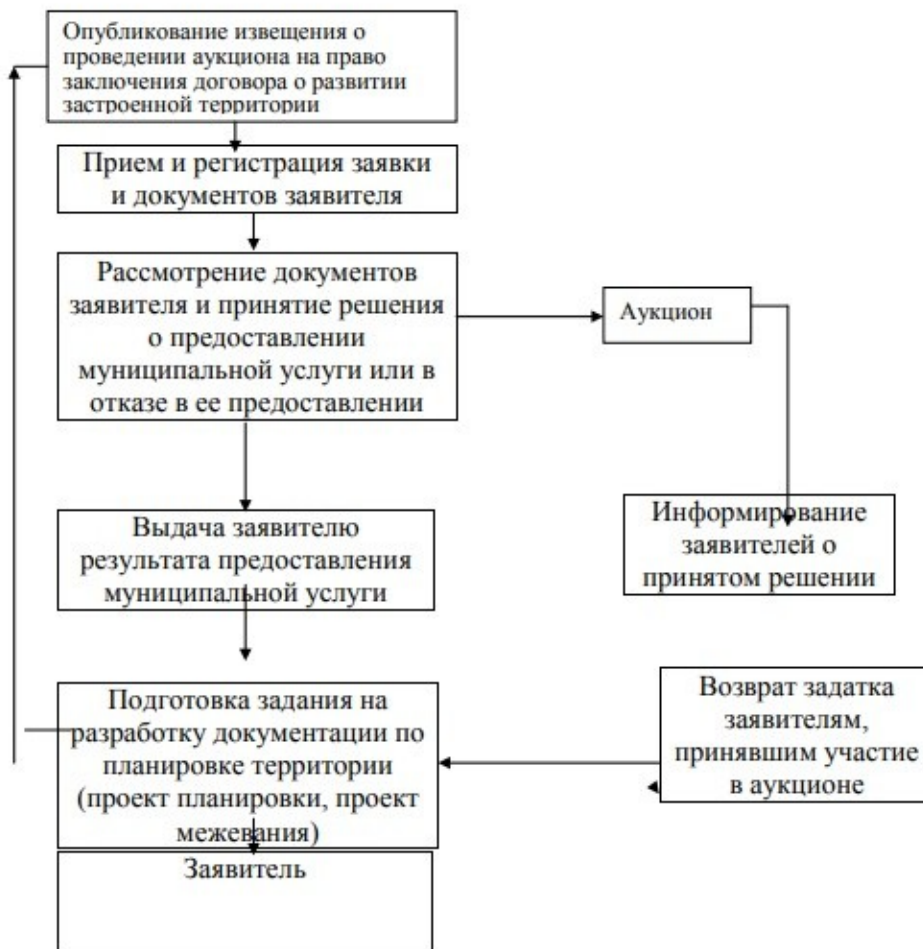 Опубликование извещения о
проведении аукциона на право
заключения договора о развитии
застроенной территории
Прием и регистрация заявки
и документов заявителя
Рассмотрение документов
заявителя и принятие решения
о предоставлении
муниципальной услуги или в
отказе в ее предоставлении
Аукцион
Выдача заявителю
результата предоставления
муниципальной услуги
Информирование
заявителей о
принятом решении
Подготовка задания на
разработку документации по
планировке территории
(проект планировки, проект
межевания)
Возврат задатка
заявителям,
принявшим участие
в аукционе
Заявитель